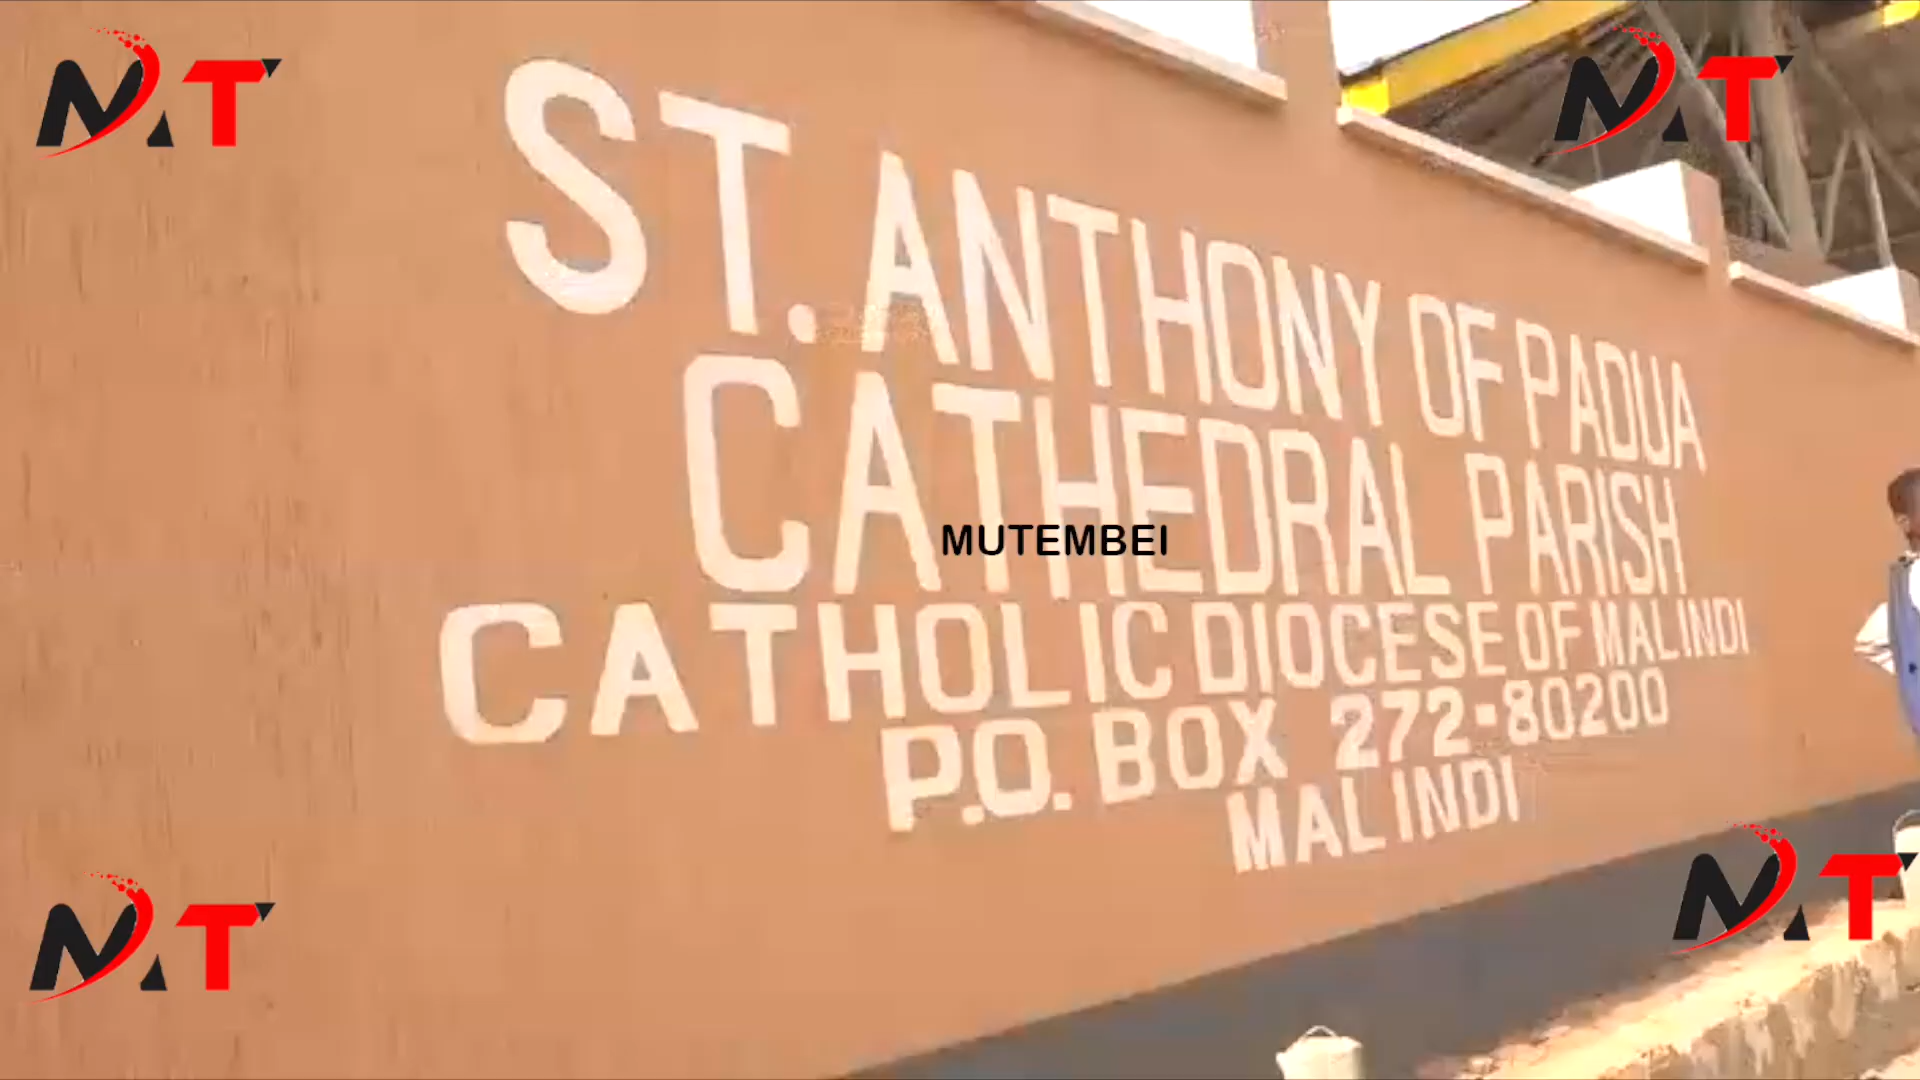 MT
MT
ST. ANTHONY OF PADUA
CATHEDRAL PARISH
MUTEMBEI
CATHOLIC DIOCESE OF MALINDI
P.O. BOX 272-80200
MALINDI
MT
MT